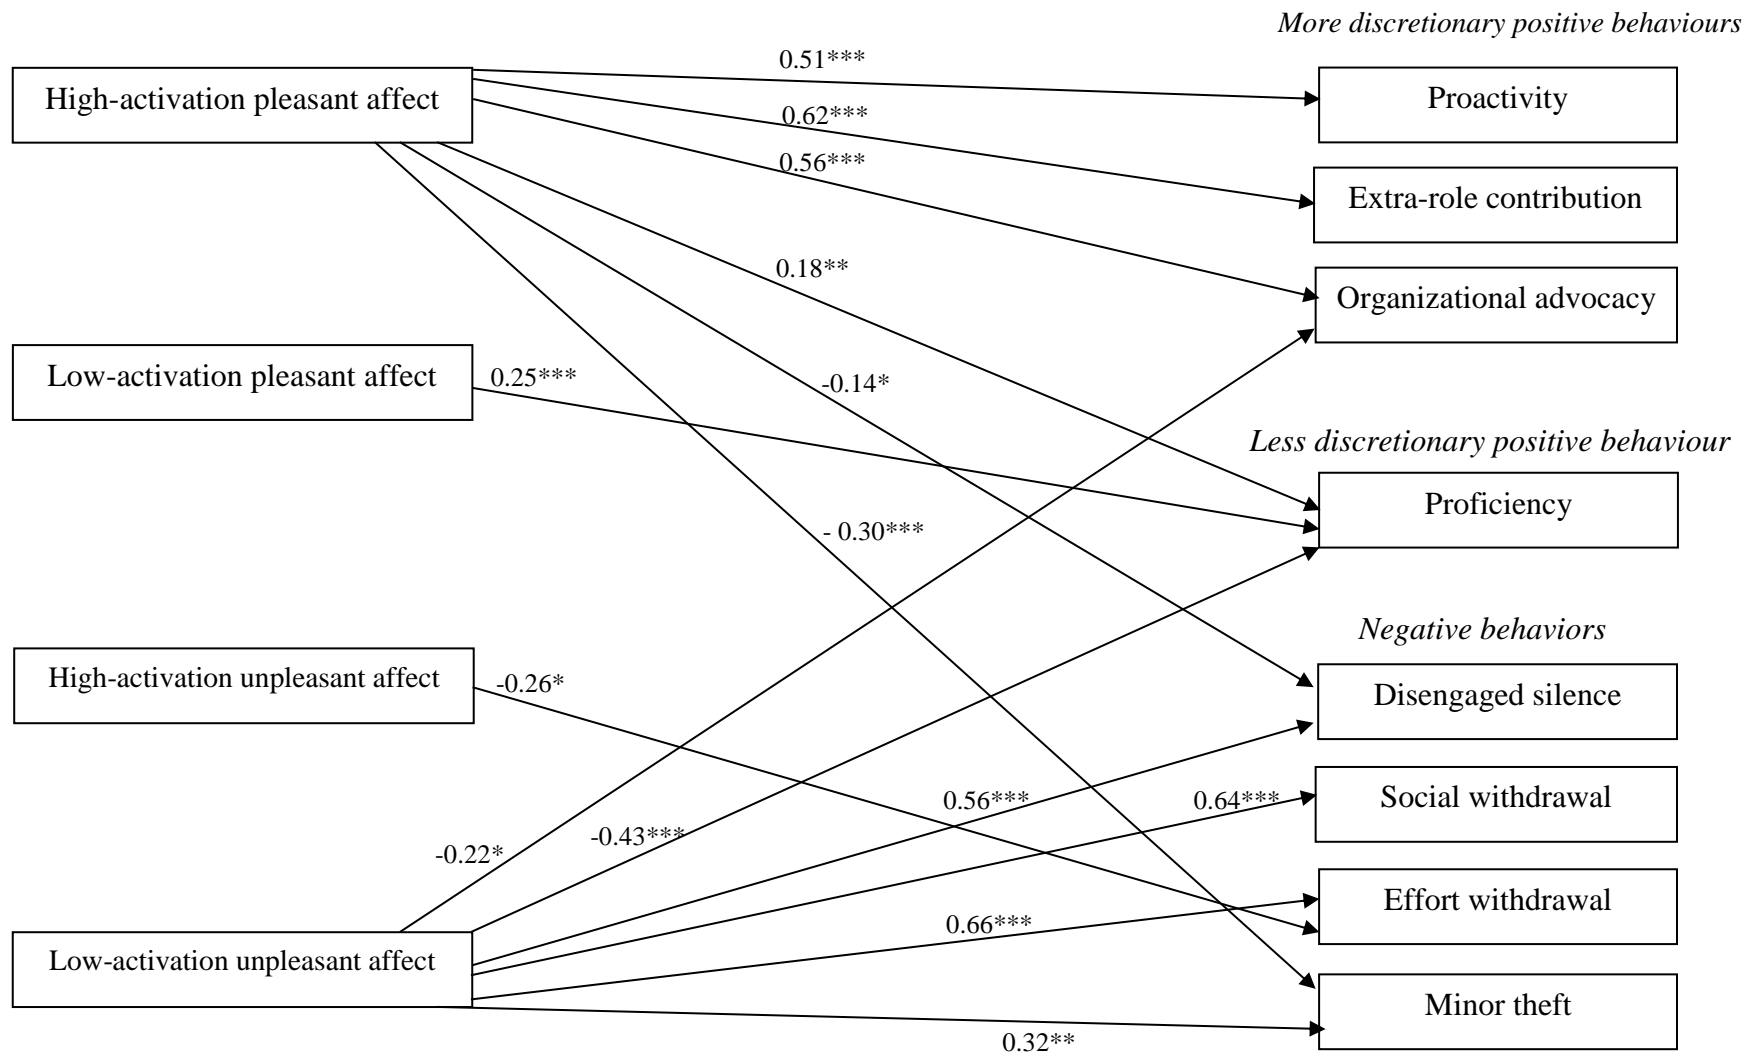 More discretionary positive behaviours
0.51***
High-activation pleasant affect
Proactivity
0.62***
0.56***
Extra-role contribution
0.18**
Organizational advocacy
Low-activation pleasant affect
0.25***
-0.14*
Less discretionary positive behaviour
Proficiency
- 0.30***
Negative behaviors
High-activation unpleasant affect
-0.26*
Disengaged silence
0.56***
0.64***
Social withdrawal
-0.43***
-0.22*
Effort withdrawal
0.66***
Low-activation unpleasant affect
Minor theft
0.32**